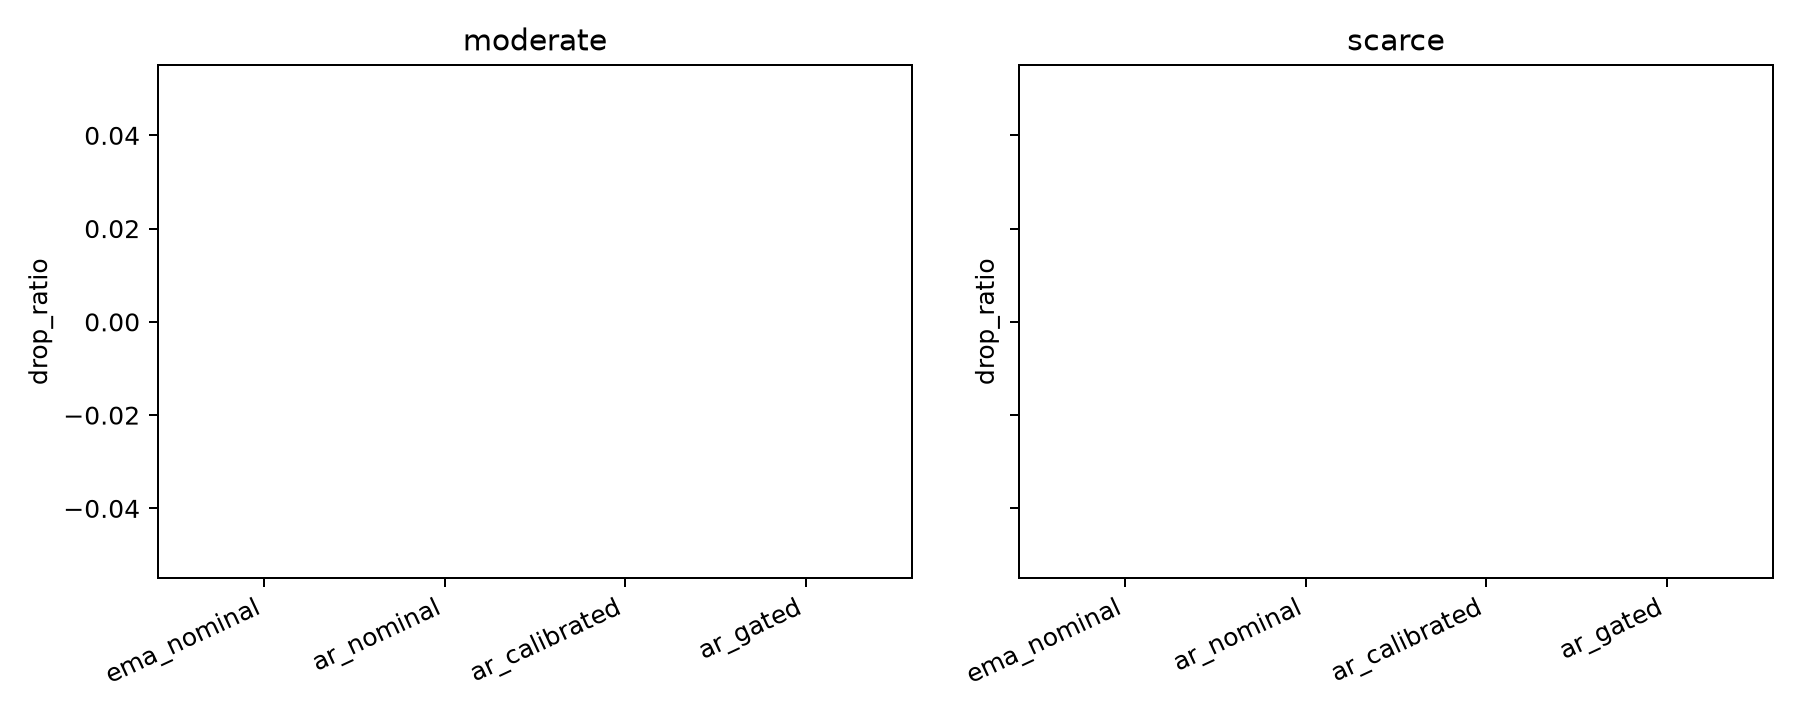 moderate
drop_ratio
0.04
0.02
0.00
−0.02
−0.04
ema_nominal
ar_nominal
ar_calibrated
ar_gated
scarce
drop_ratio
ema_nominal
ar_nominal
ar_calibrated
ar_gated